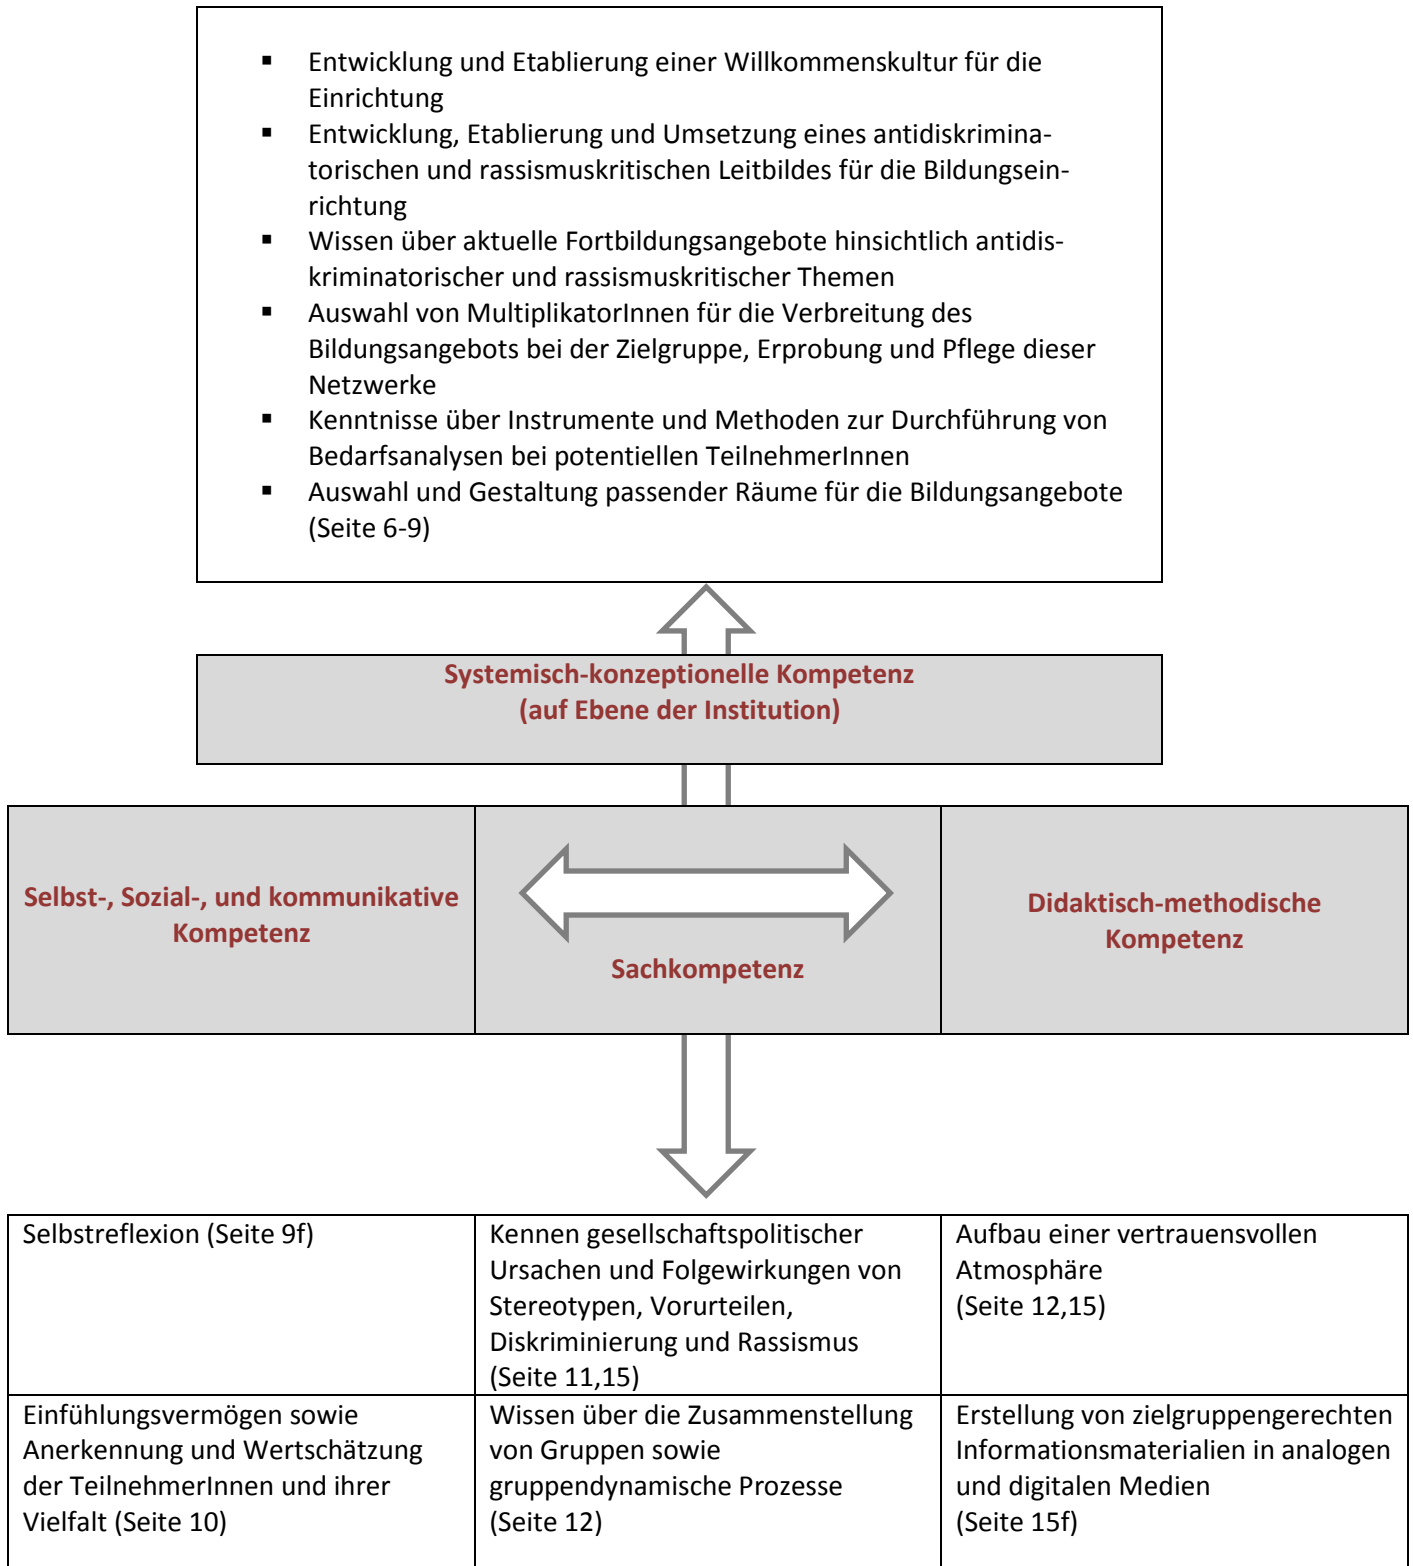 ▪ Entwicklung und Etablierung einer Willkommenskultur für die
Einrichtung
▪ Entwicklung, Etablierung und Umsetzung eines antidiskrimina-
torischen und rassismuskritischen Leitbildes für die Bildungsein-
richtung
▪ Wissen über aktuelle Fortbildungsangebote hinsichtlich antidis-
kriminatorischer und rassismuskritischer Themen
▪ Auswahl von MultiplikatorInnen für die Verbreitung des
Bildungsangebots bei der Zielgruppe, Erprobung und Pflege dieser
Netzwerke
▪ Kenntnisse über Instrumente und Methoden zur Durchführung von
Bedarfsanalysen bei potentiellen TeilnehmerInnen
▪ Auswahl und Gestaltung passender Räume für die Bildungsangebote
(Seite 6-9)
Systemisch-konzeptionelle Kompetenz
(auf Ebene der Institution)
Selbst-, Sozial-, und kommunikative
Kompetenz
Sachkompetenz
Didaktisch-methodische
Kompetenz
Selbstreflexion (Seite 9f)
Kennen gesellschaftspolitischer
Ursachen und Folgewirkungen von
Stereotypen, Vorurteilen,
Diskriminierung und Rassismus
(Seite 11,15)
Aufbau einer vertrauensvollen
Atmosphäre
(Seite 12,15)
Einfühlungsvermögen sowie
Anerkennung und Wertschätzung
der TeilnehmerInnen und ihrer
Vielfalt (Seite 10)
Wissen über die Zusammenstellung
von Gruppen sowie
gruppendynamische Prozesse
(Seite 12)
Erstellung von zielgruppengerechten
Informationsmaterialien in analogen
und digitalen Medien
(Seite 15f)